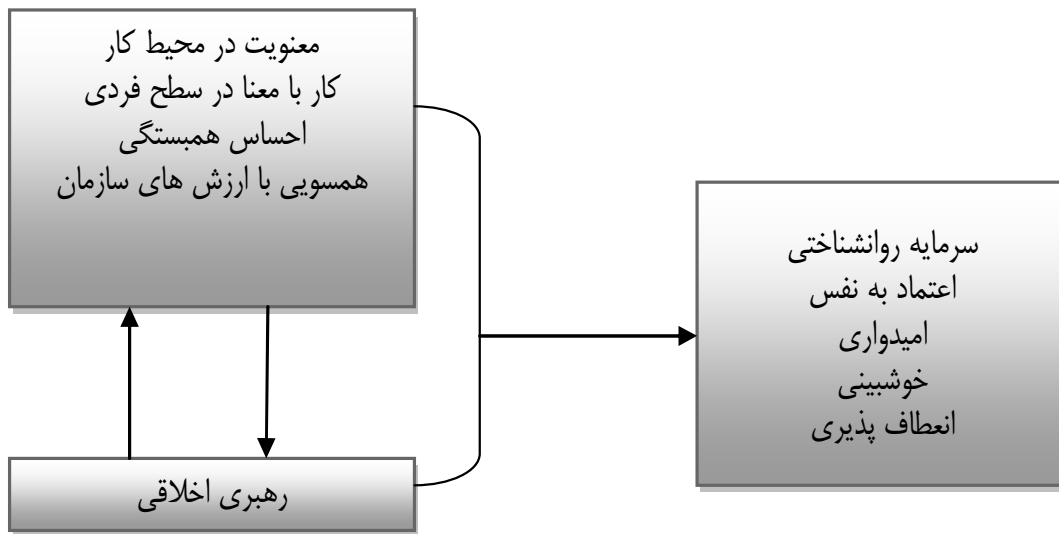 معنویت در محیط کار
کار با معنا در سطح فردی
احساس همبستگی
همسویی با ارزش های سازمان
سرمایه روانشناختی
اعتماد به نفس
امیدواری
خوشبینی
انعطاف پذیری
رهبری اخلاقی